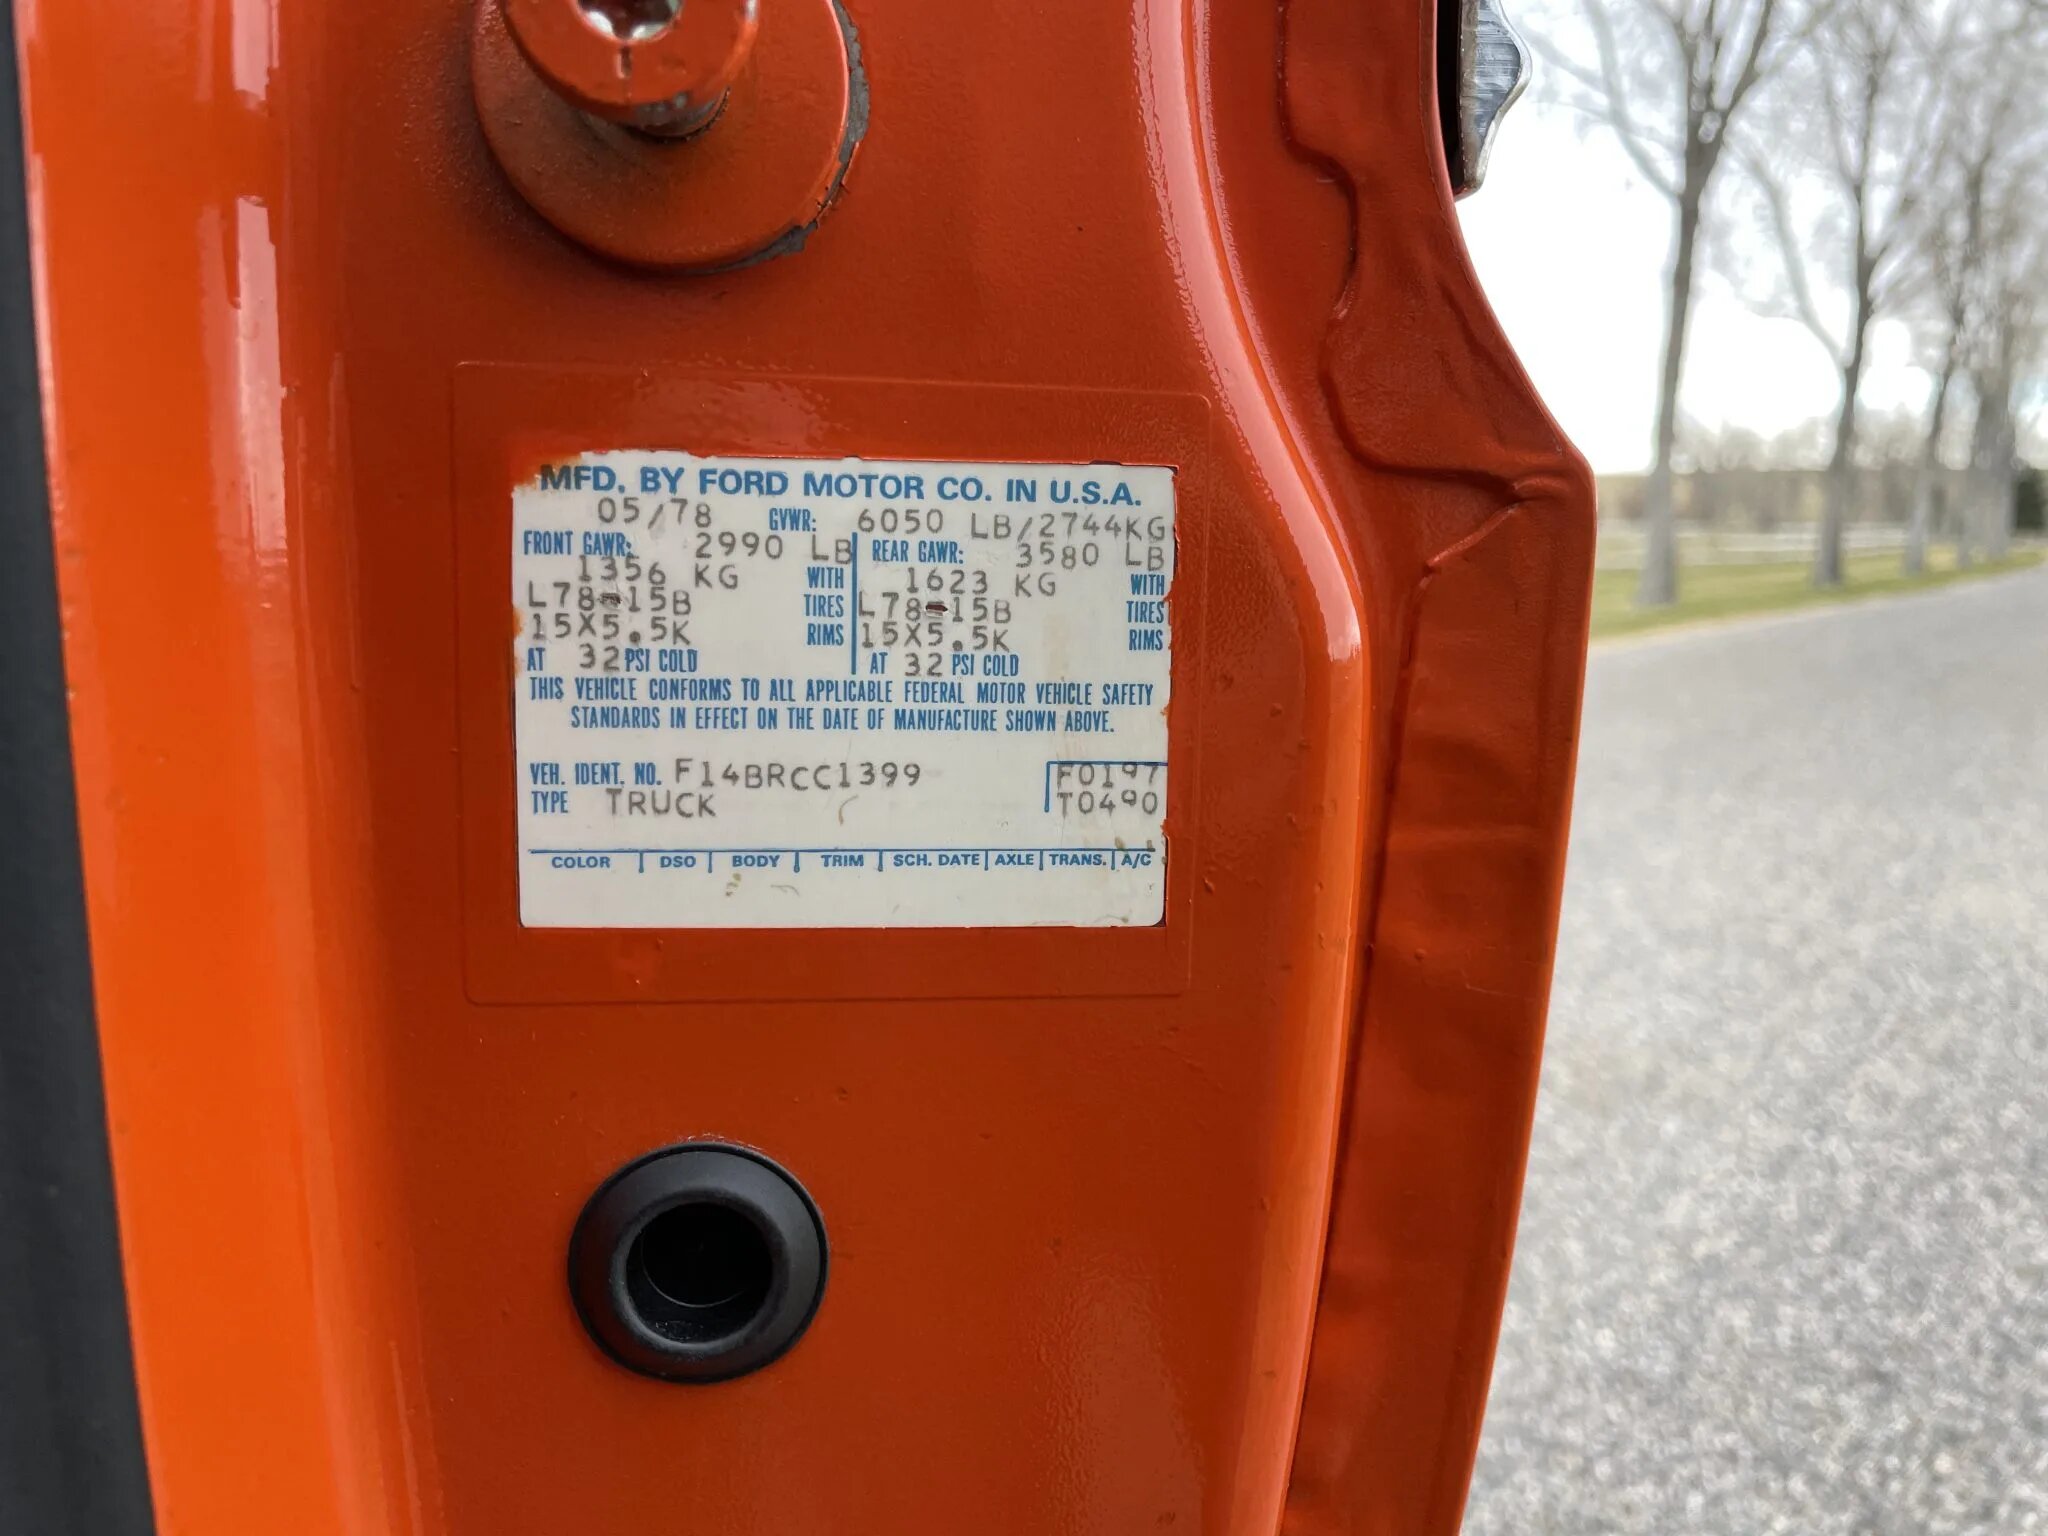 MFD. BY FORD MOTOR CO. IN U.S.A.
05/78 GVWR: 6050 LB/2744KG
FRONT GAWR: 2990 LB REAR GAWR: 3580 LB
1356 KG WITH 1623 KG WITH
L78-15B TIRES L78-15B TIRES
15X5.5K RIMS 15X5.5K RIMS
AT 32 PSI COLD AT 32 PSI COLD
THIS VEHICLE CONFORMS TO ALL APPLICABLE FEDERAL MOTOR VEHICLE SAFETY
STANDARDS IN EFFECT ON THE DATE OF MANUFACTURE SHOWN ABOVE.
VEH. IDENT. NO. F14BRCC1399 F0197
TYPE TRUCK T0490
COLOR DSO BODY TRIM SCH. DATE AXLE TRANS. A/C